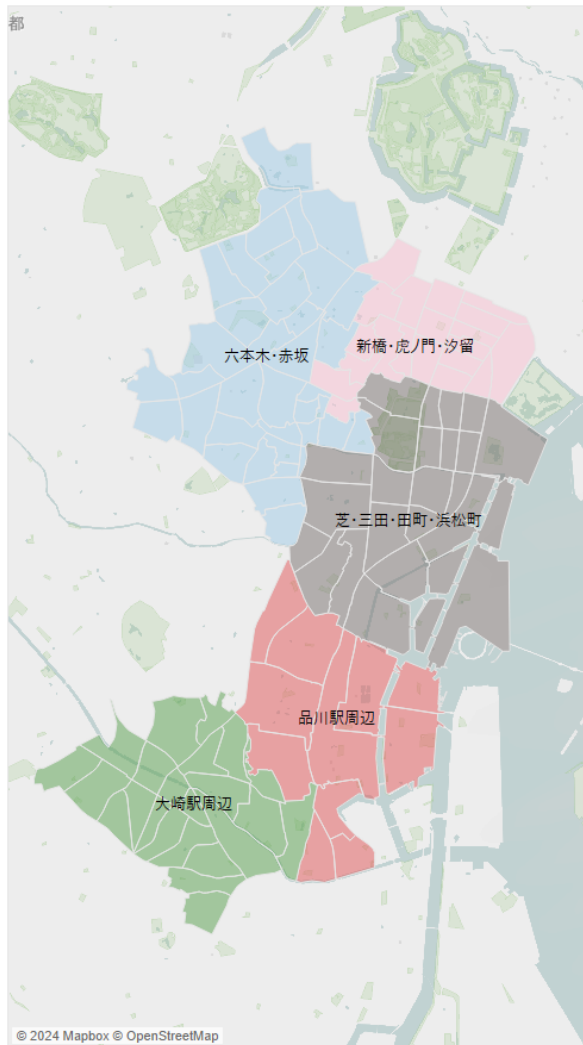 都
新橋・虎ノ門・汐留
六本木・赤坂
芝・三田・田町・浜松町
品川駅周辺
大崎駅周辺
© 2024 Mapbox © OpenStreetMap